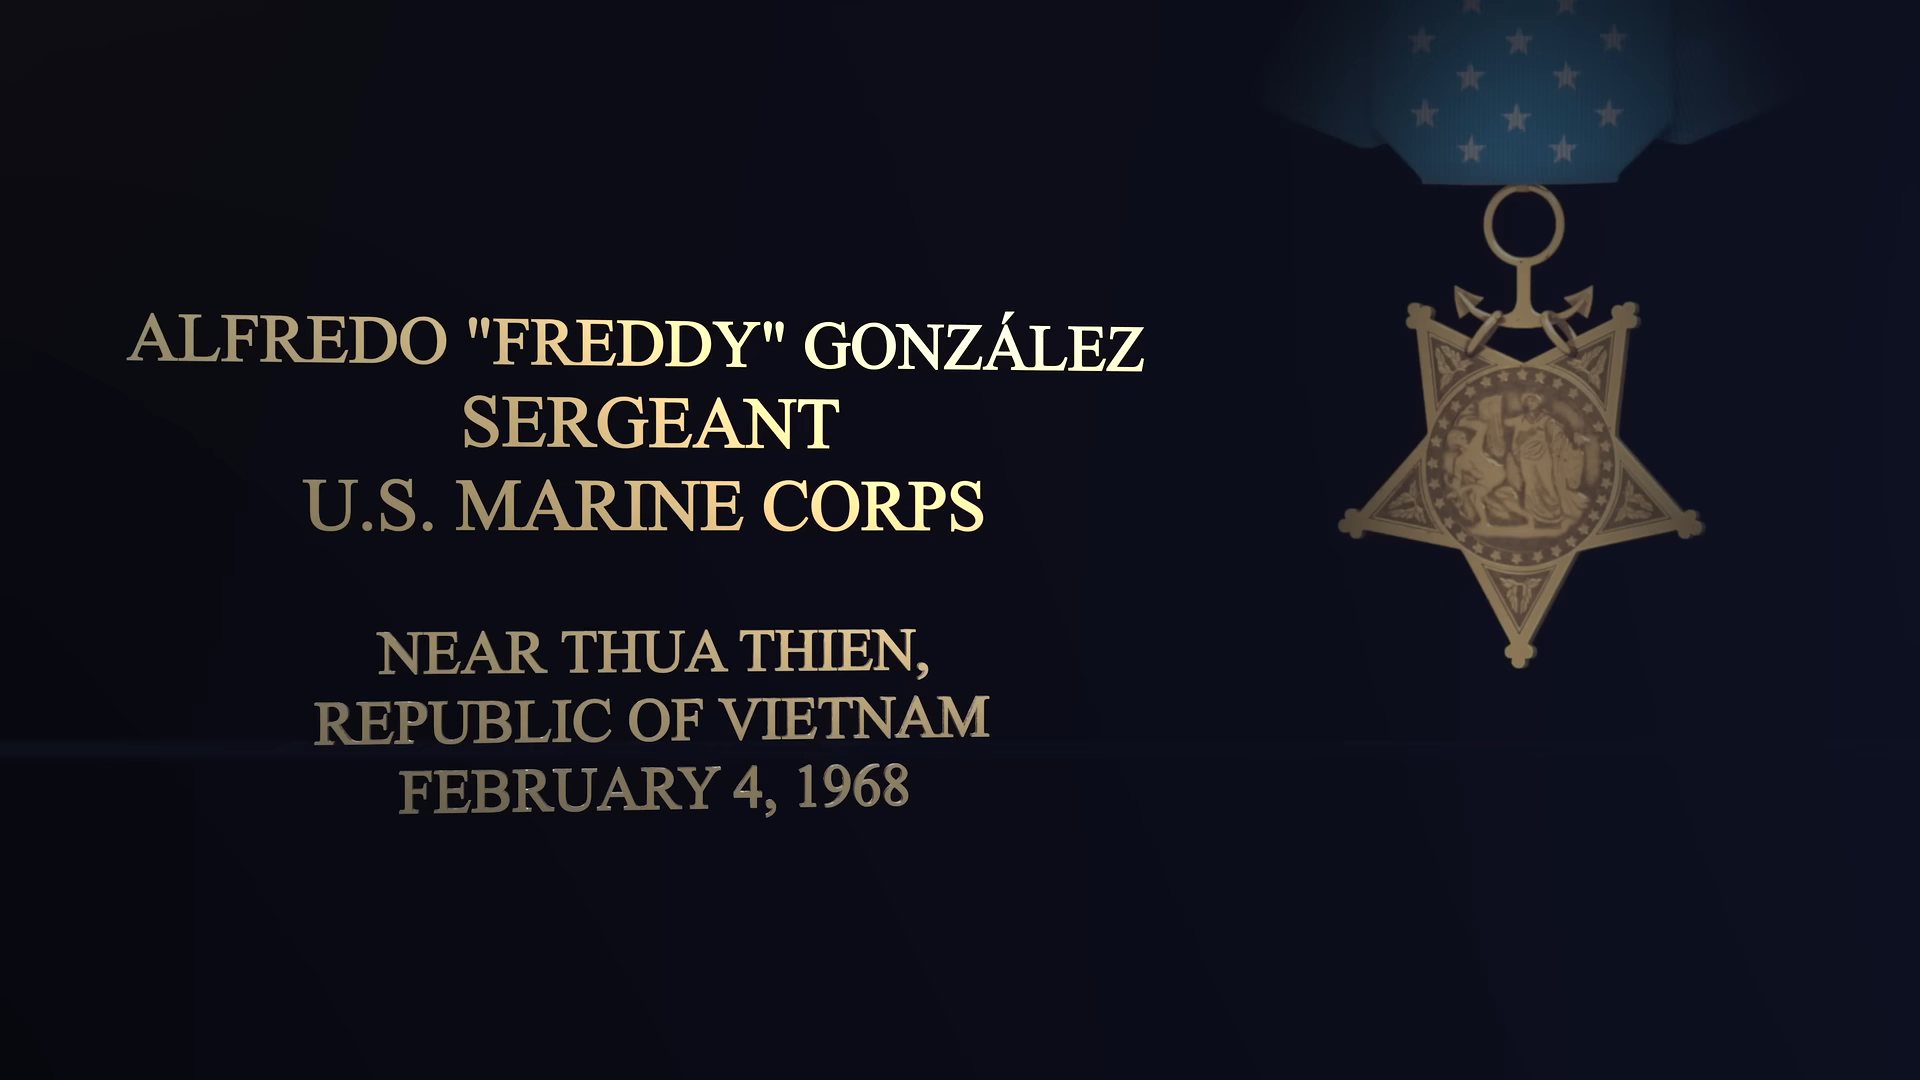 ALFREDO "FREDDY" GONZÁLEZ
SERGEANT
U.S. MARINE CORPS
NEAR THUA THIEN,
REPUBLIC OF VIETNAM
FEBRUARY 4, 1968